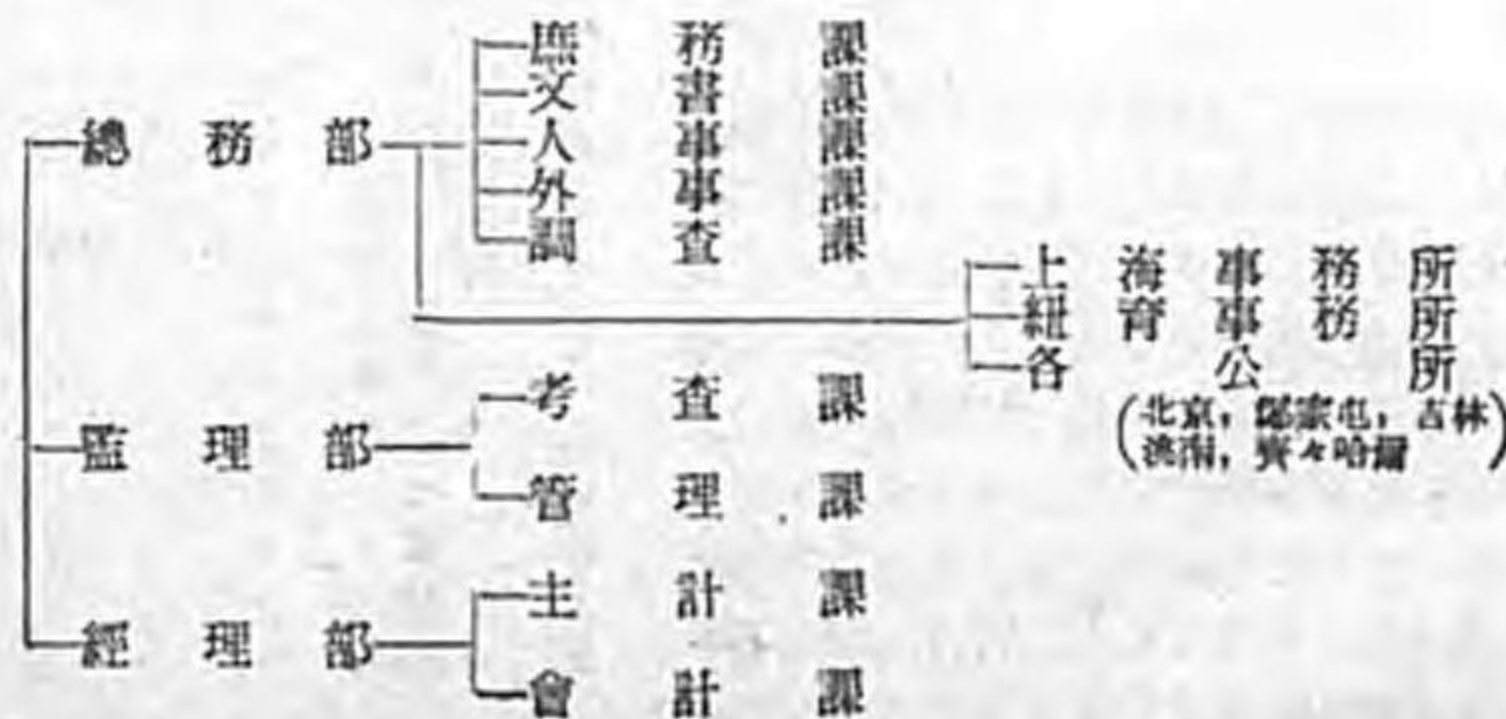 庶務課
文書課
總務部
人事課
外事課
調査課
上海事務所
紐育事務所
各公所
(北京，鄭家屯，吉林
洮南，齊々哈爾)
考査課
監理部
管理課
主計課
經理部
會計課